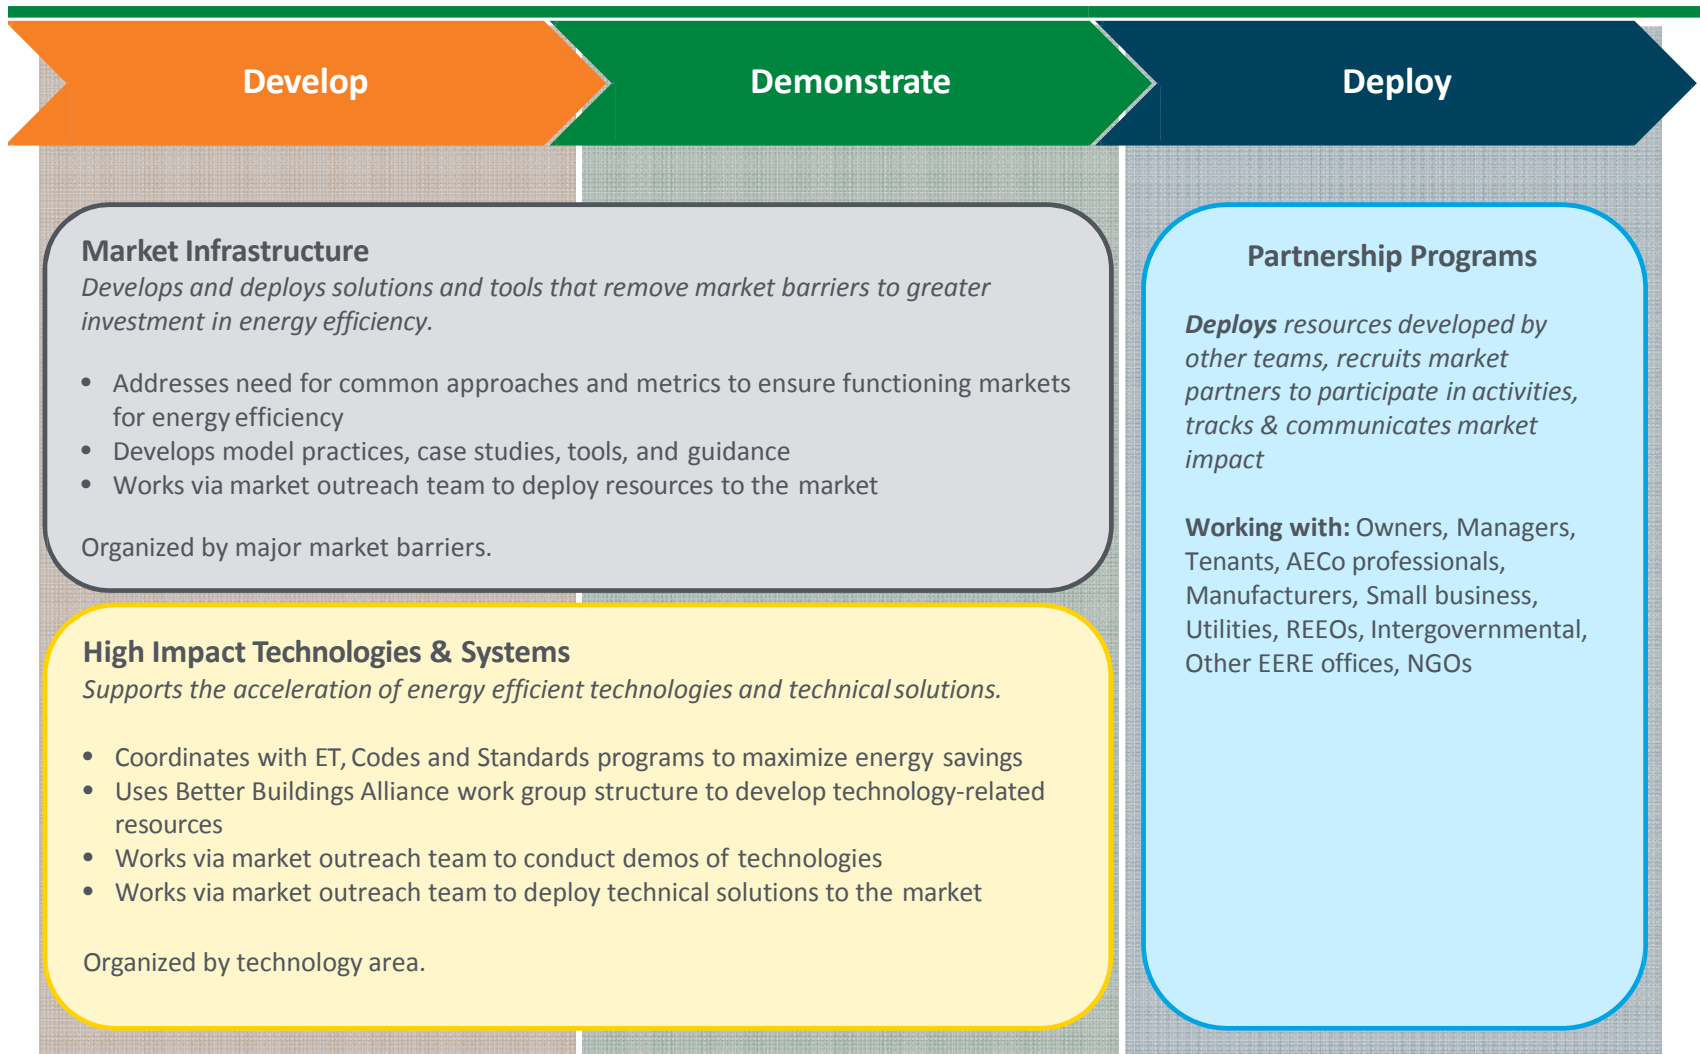 Develop
Demonstrate
Deploy
Market Infrastructure
Develops and deploys solutions and tools that remove market barriers to greater
investment in energy efficiency.
• Addresses need for common approaches and metrics to ensure functioning markets
for energy efficiency
• Develops model practices, case studies, tools, and guidance
• Works via market outreach team to deploy resources to the market
Organized by major market barriers.
High Impact Technologies & Systems
Supports the acceleration of energy efficient technologies and technical solutions.
• Coordinates with ET, Codes and Standards programs to maximize energy savings
• Uses Better Buildings Alliance work group structure to develop technology-related
resources
• Works via market outreach team to conduct demos of technologies
• Works via market outreach team to deploy technical solutions to the market
Organized by technology area.
Partnership Programs
Deploys resources developed by
other teams, recruits market
partners to participate in activities,
tracks & communicates market
impact
Working with: Owners, Managers,
Tenants, AECo professionals,
Manufacturers, Small business,
Utilities, REEOs, Intergovernmental,
Other EERE offices, NGOs